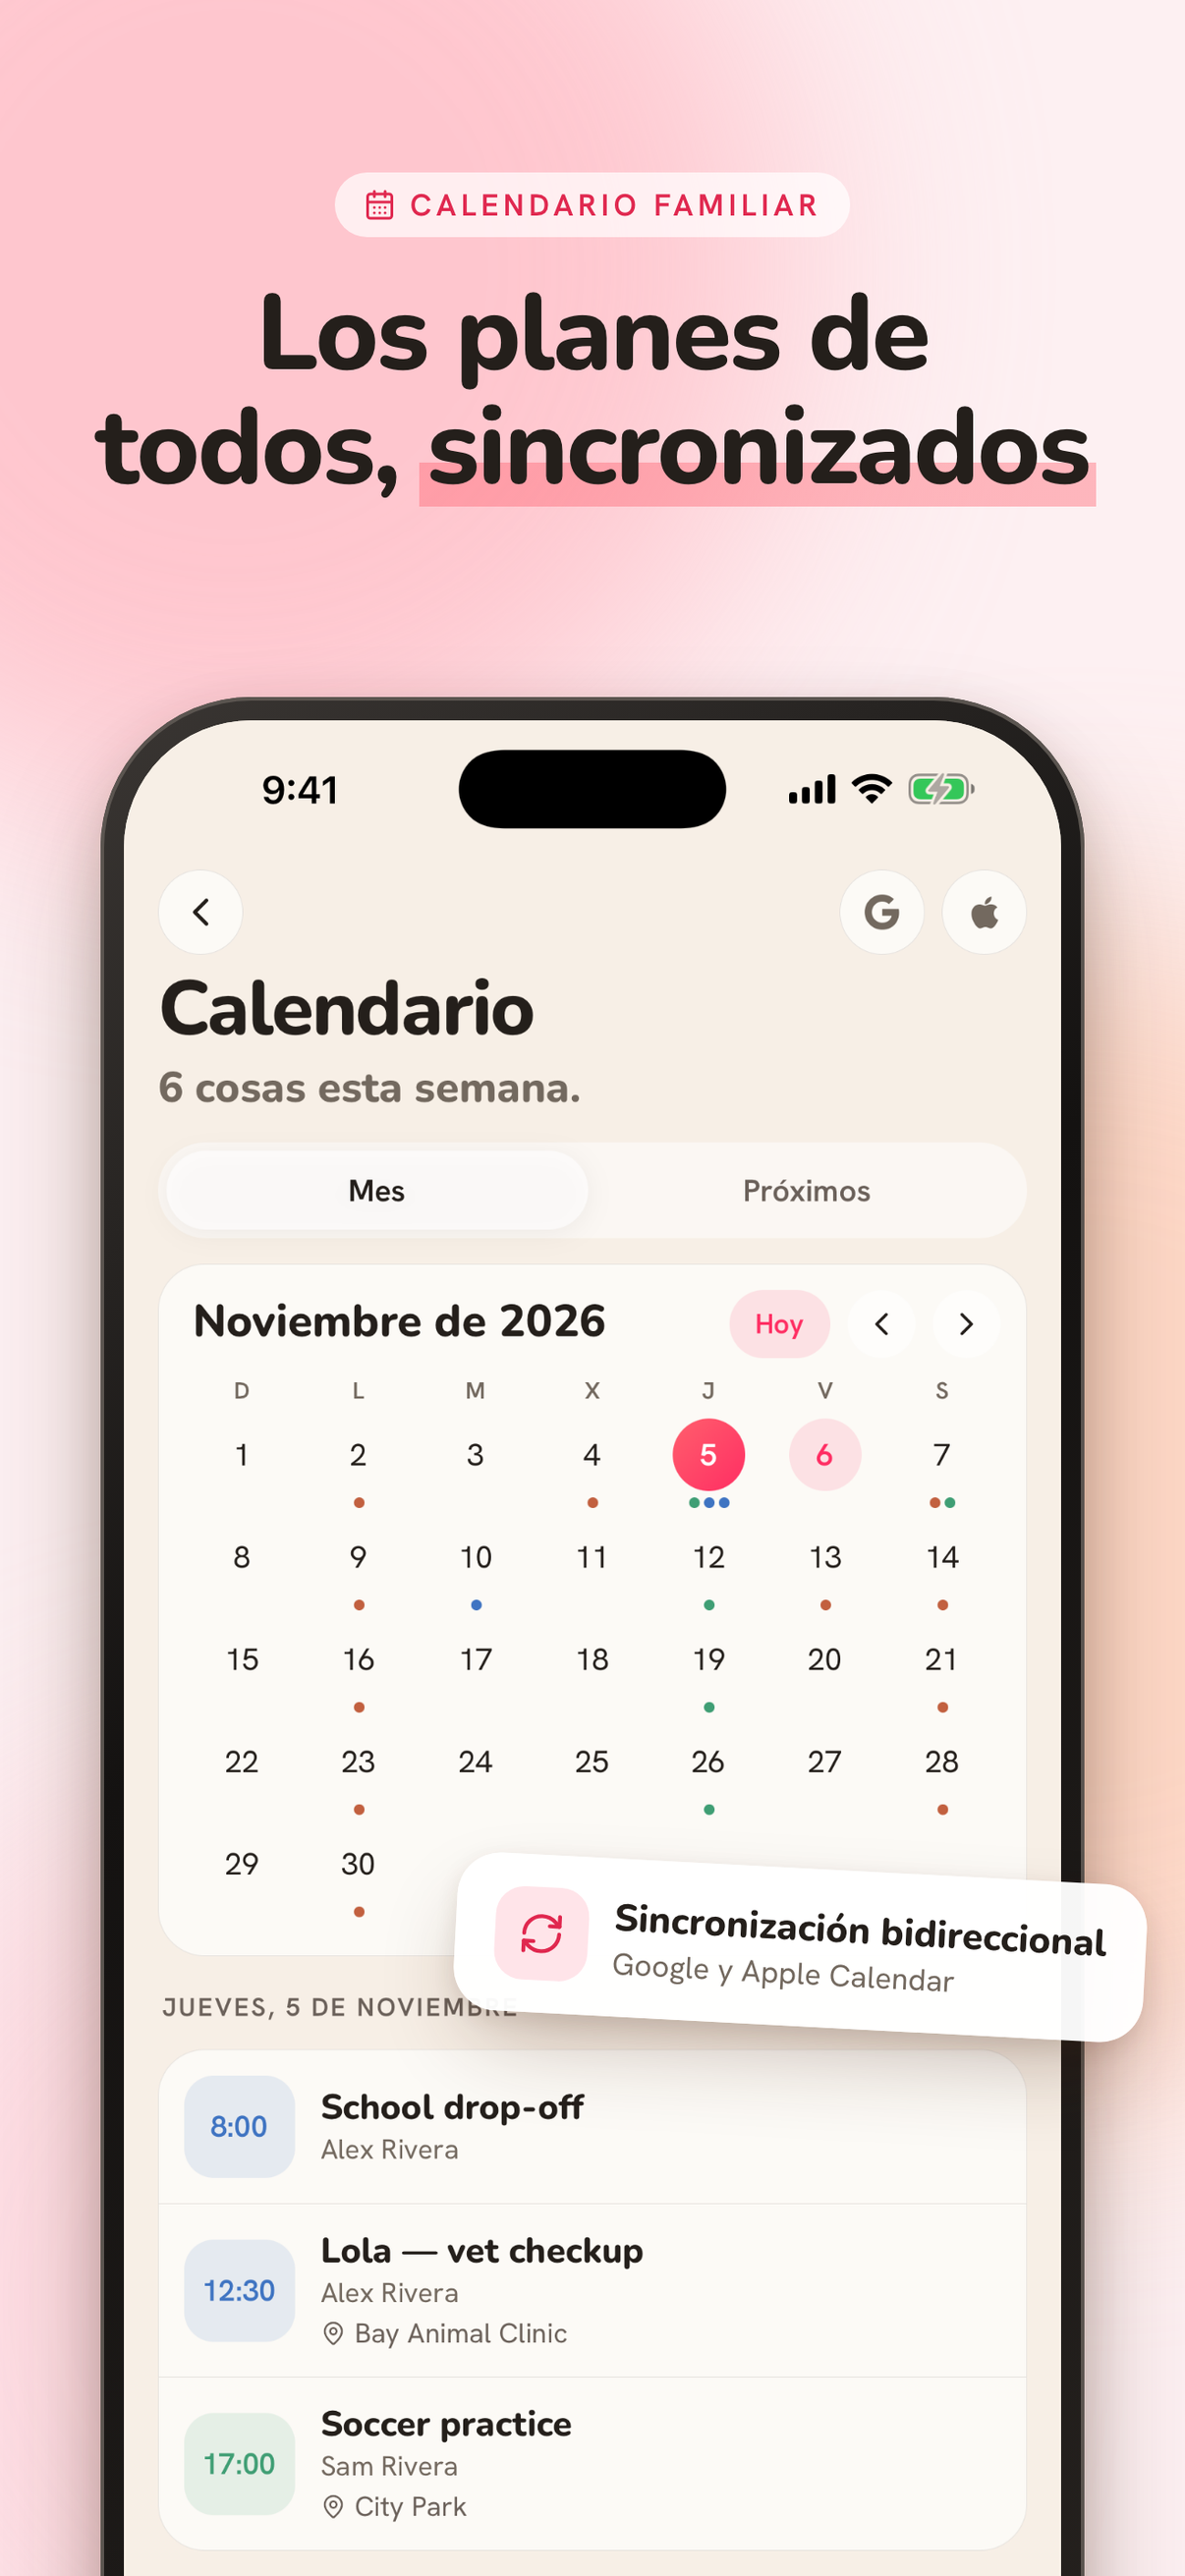 CALENDARIO FAMILIAR
Los planes de
todos, sincronizados
9:41
Calendario
6 cosas esta semana.
Mes Próximos
Noviembre de 2026 Hoy
D L M X J V S
1 2 3 4 5 6 7
8 9 10 11 12 13 14
15 16 17 18 19 20 21
22 23 24 25 26 27 28
29 30
Sincronización bidireccional
Google y Apple Calendar
JUEVES, 5 DE NOVIEMBRE
8:00 School drop-off
Alex Rivera
12:30 Lola — vet checkup
Alex Rivera
Bay Animal Clinic
17:00 Soccer practice
Sam Rivera
City Park